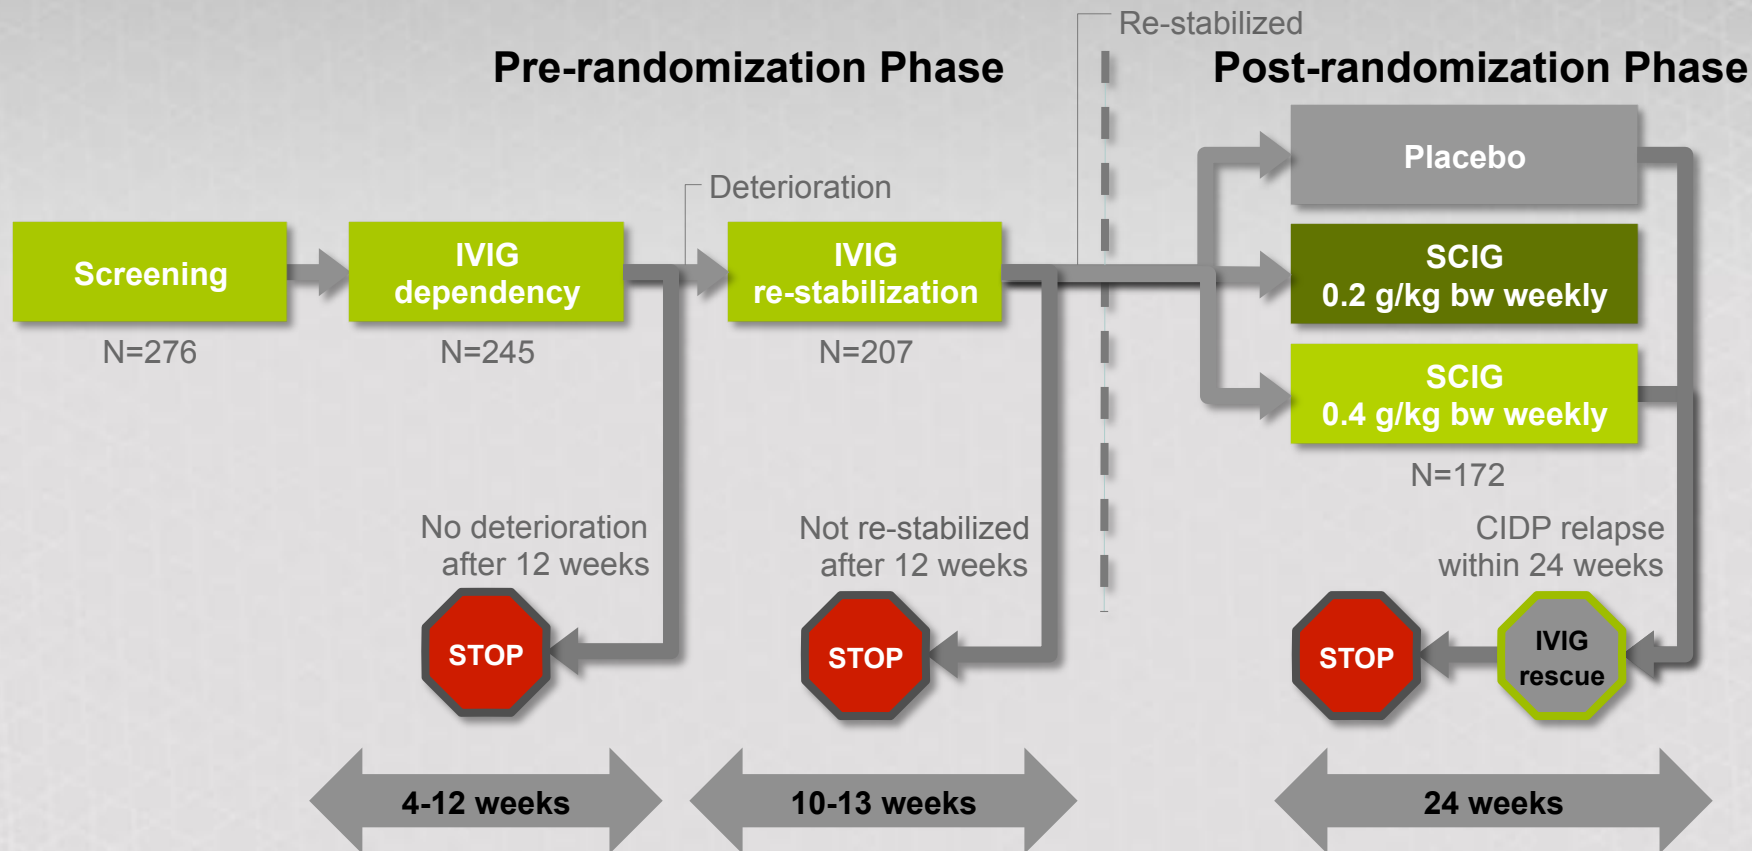 Re-stabilized
Pre-randomization Phase
Post-randomization Phase
Placebo
Deterioration
Screening
N=276
IVIG
dependency
N=245
IVIG
re-stabilization
N=207
SCIG
0.2 g/kg bw weekly
SCIG
0.4 g/kg bw weekly
N=172
No deterioration
after 12 weeks
STOP
Not re-stabilized
after 12 weeks
STOP
CIDP relapse
within 24 weeks
STOP
IVIG
rescue
4-12 weeks
10-13 weeks
24 weeks